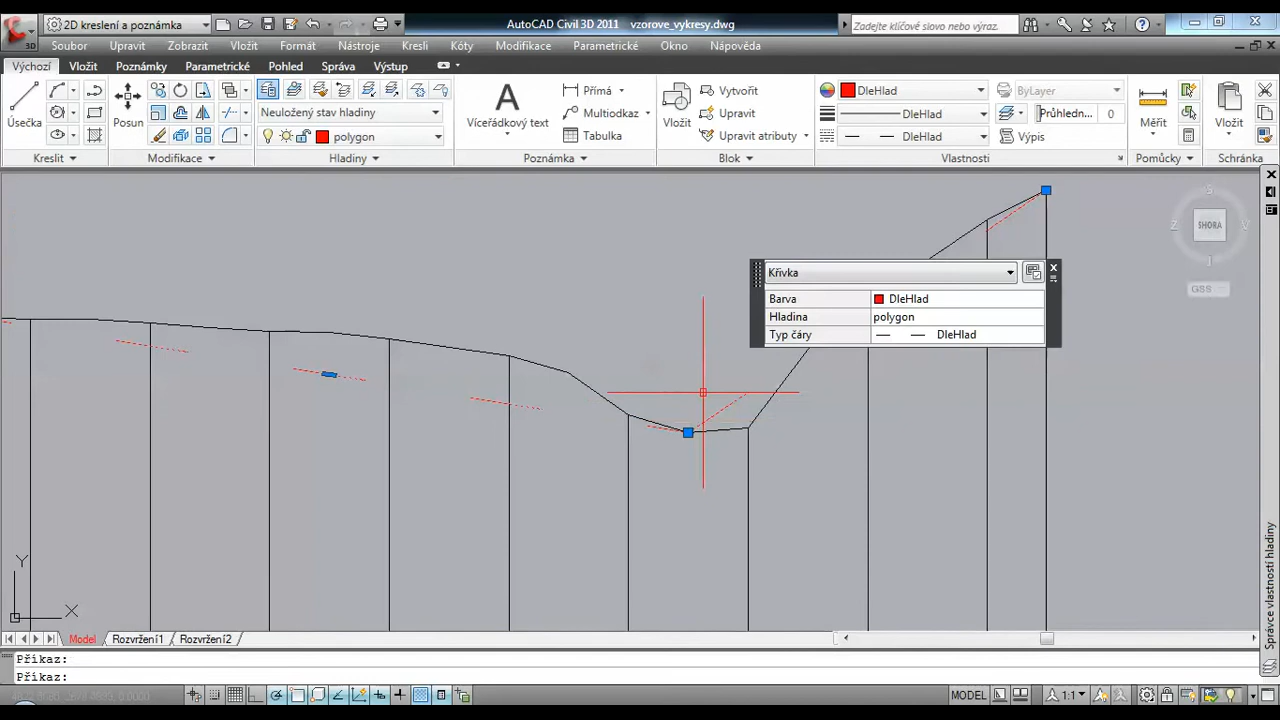 2D kreslení a poznámka
AutoCAD Civil 3D 2011 vzorove_vykresy.dwg
Zadejte klíčové slovo nebo výraz.
3D
Soubor Upravit Zobrazit Vložit Formát Nástroje Kresli Kóty Modifikace Parametrické Okno Nápověda
Výchozí Vložit Poznámky Parametrické Pohled Správa Výstup
Úsečka
Neuložený stav hladiny
polygon
Víceřádkový text
Přímá
Multiodkaz
Tabulka
Vložit
Vytvořit
Upravit
Upravit atributy
DleHlad
DleHlad
DleHlad
ByLayer
Průhledn... 0
Výpis
Měřit
Vložit
Kreslit Modifikace Hladiny Poznámka Blok Vlastnosti Pomůcky Schránka
S
Z SHORA V
GSS
Křivka
Barva DleHlad
Hladina polygon
Typ čáry DleHlad
Y
X
Správce vlastností hladiny
Model Rozvržení1 Rozvržení2
Příkaz:
Příkaz:
MODEL 1:1